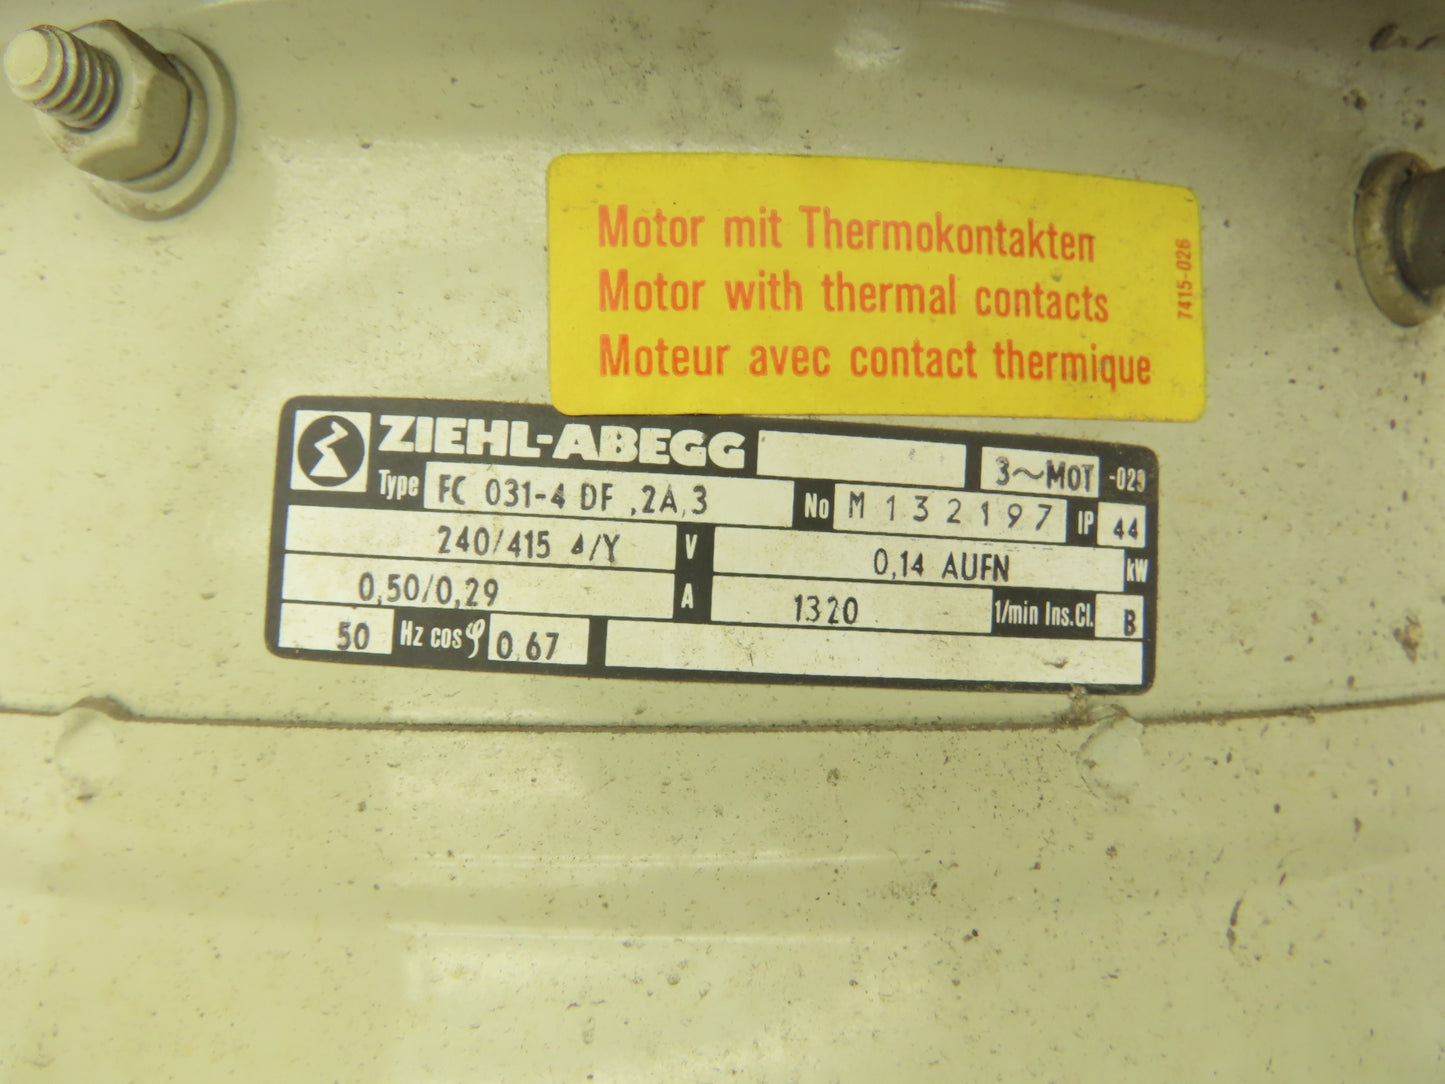 Motor mit Thermokontakten
Motor with thermal contacts
Moteur avec contact thermique
7415-026
ZIEHL-ABEGG 3~MOT -029
Type FC 031-4 DF .2A.3 No M 132197 IP 44
240/415 Δ/Y V 0,14 AUFN kW
0,50/0,29 A 1320 1/min Ins.Cl. B
50 Hz cos φ 0,67